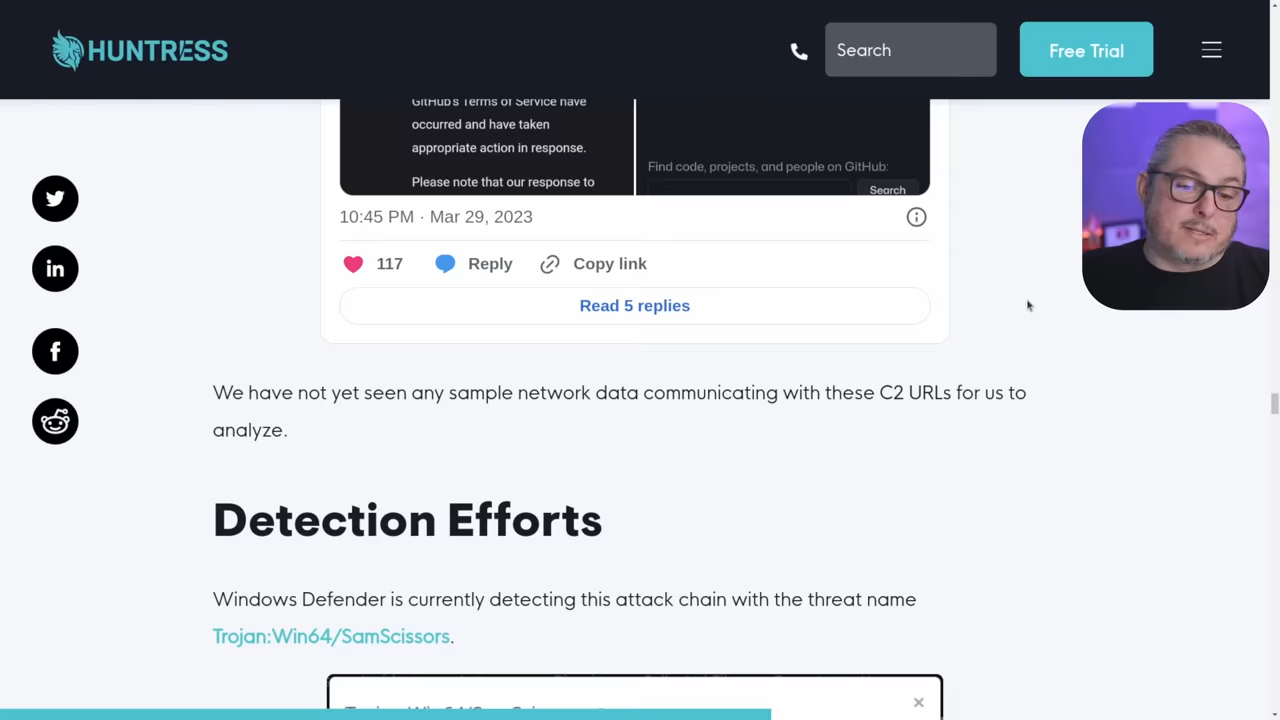 HUNTRESS
Search
Free Trial
GitHub's Terms of Service have
occurred and have taken
appropriate action in response.
Please note that our response to
Find code, projects, and people on GitHub:
Search
10:45 PM · Mar 29, 2023
117
Reply
Copy link
Read 5 replies
We have not yet seen any sample network data communicating with these C2 URLs for us to
analyze.
Detection Efforts
Windows Defender is currently detecting this attack chain with the threat name
Trojan:Win64/SamScissors.